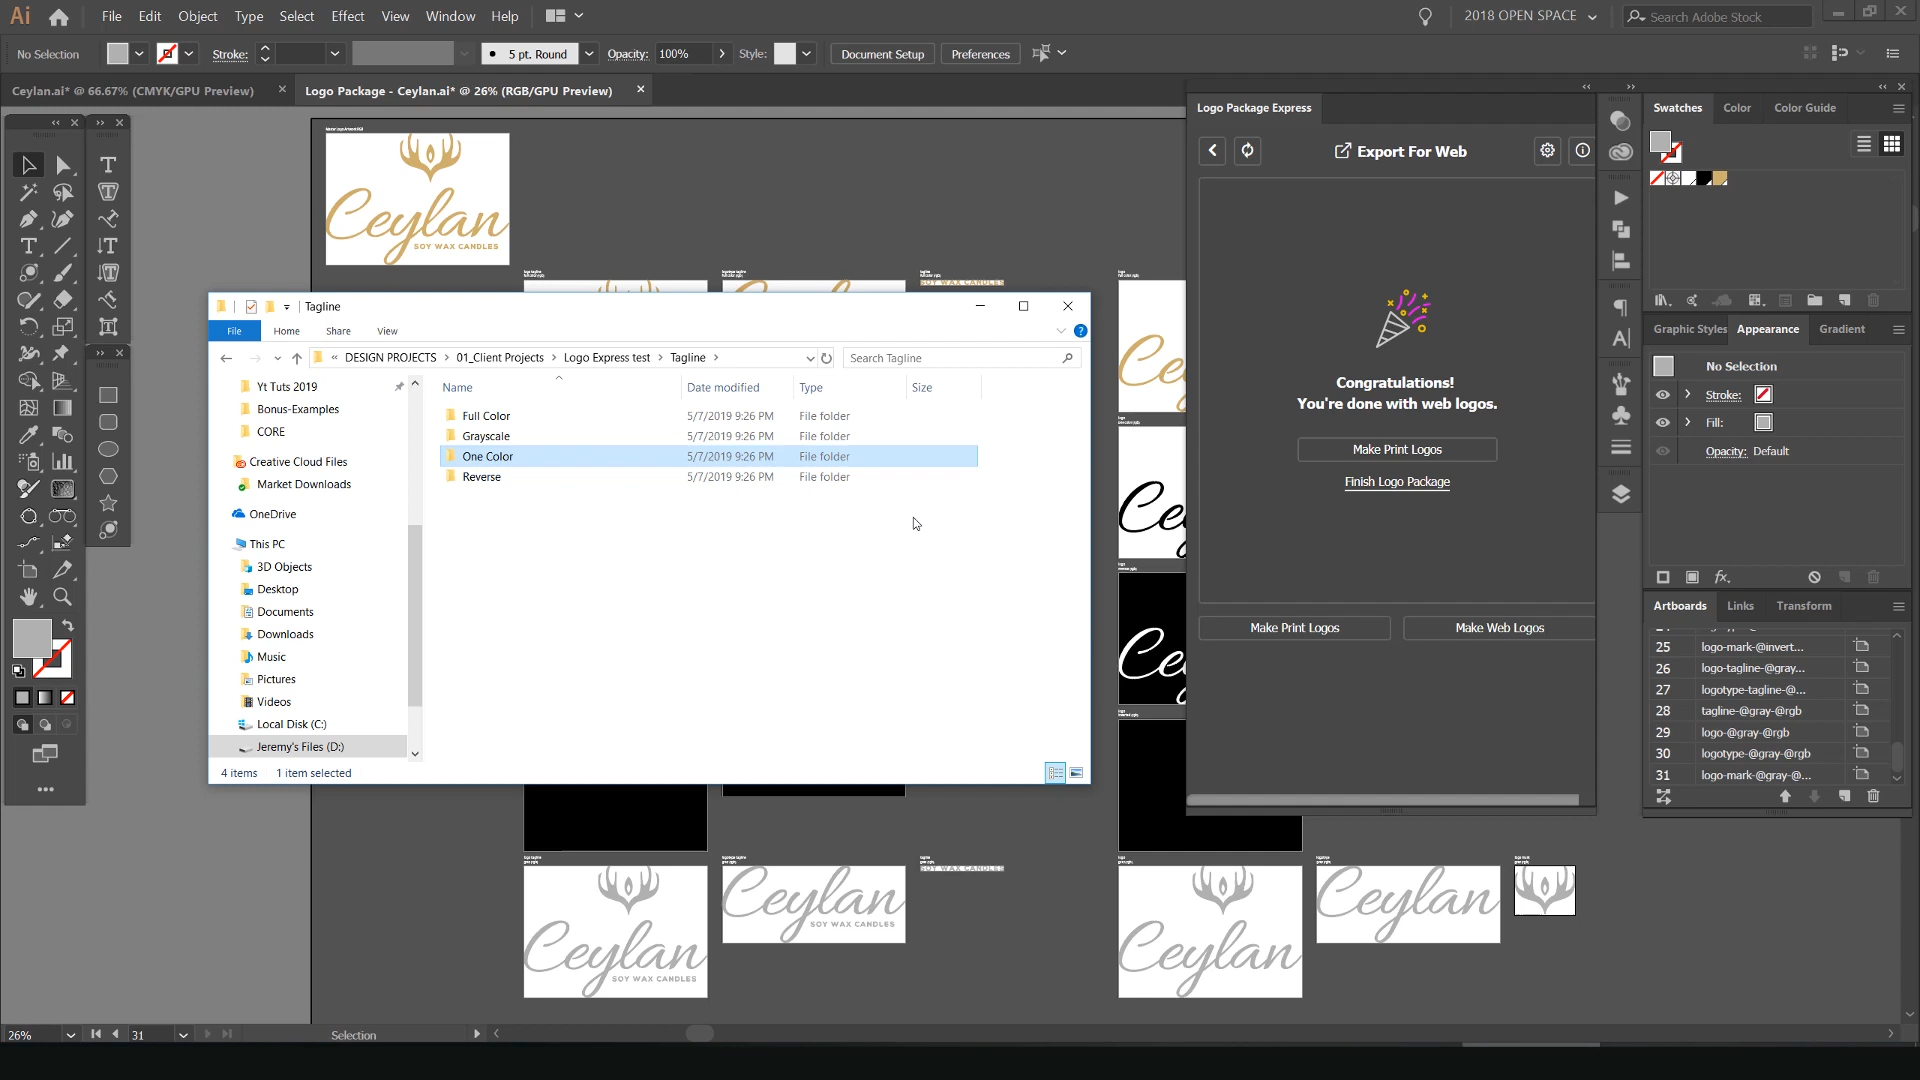 Ai
File Edit Object Type Select Effect View Window Help
2018 OPEN SPACE
Search Adobe Stock
No Selection
Stroke:
5 pt. Round
Opacity: 100%
Style:
Document Setup
Preferences
Ceylan.ai* @ 66.67% (CMYK/GPU Preview)
Logo Package - Ceylan.ai* @ 26% (RGB/GPU Preview)
Ceylan
SOY WAX CANDLES
SOY WAX CANDLES
Tagline
File Home Share View
« DESIGN PROJECTS > 01_Client Projects > Logo Express test > Tagline >
Search Tagline
Yt Tuts 2019
Bonus-Examples
CORE
Creative Cloud Files
Market Downloads
OneDrive
This PC
3D Objects
Desktop
Documents
Downloads
Music
Pictures
Videos
Local Disk (C:)
Jeremy's Files (D:)
Name Date modified Type Size
Full Color 5/7/2019 9:26 PM File folder
Grayscale 5/7/2019 9:26 PM File folder
One Color 5/7/2019 9:26 PM File folder
Reverse 5/7/2019 9:26 PM File folder
4 items 1 item selected
Logo Package Express
Export For Web
Congratulations!
You're done with web logos.
Make Print Logos
Finish Logo Package
Make Print Logos
Make Web Logos
Swatches Color Color Guide
Graphic Styles Appearance Gradient
No Selection
Stroke:
Fill:
Opacity: Default
fx
Artboards Links Transform
25 logo-mark-@invert...
26 logo-tagline-@gray...
27 logotype-tagline-@...
28 tagline-@gray-@rgb
29 logo-@gray-@rgb
30 logotype-@gray-@rgb
31 logo-mark-@gray-@...
Ceylan
SOY WAX CANDLES
Ceylan
SOY WAX CANDLES
SOY WAX CANDLES
Ceylan
Ceylan
26%
31
Selection